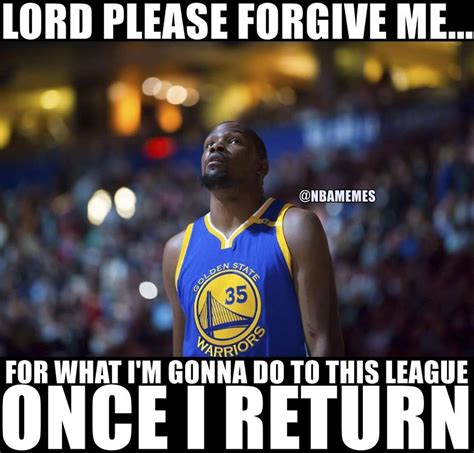 LORD PLEASE FORGIVE ME...
@NBAMEMES
GOLDEN STATE
35
WARRIORS
FOR WHAT I'M GONNA DO TO THIS LEAGUE
ONCE I RETURN